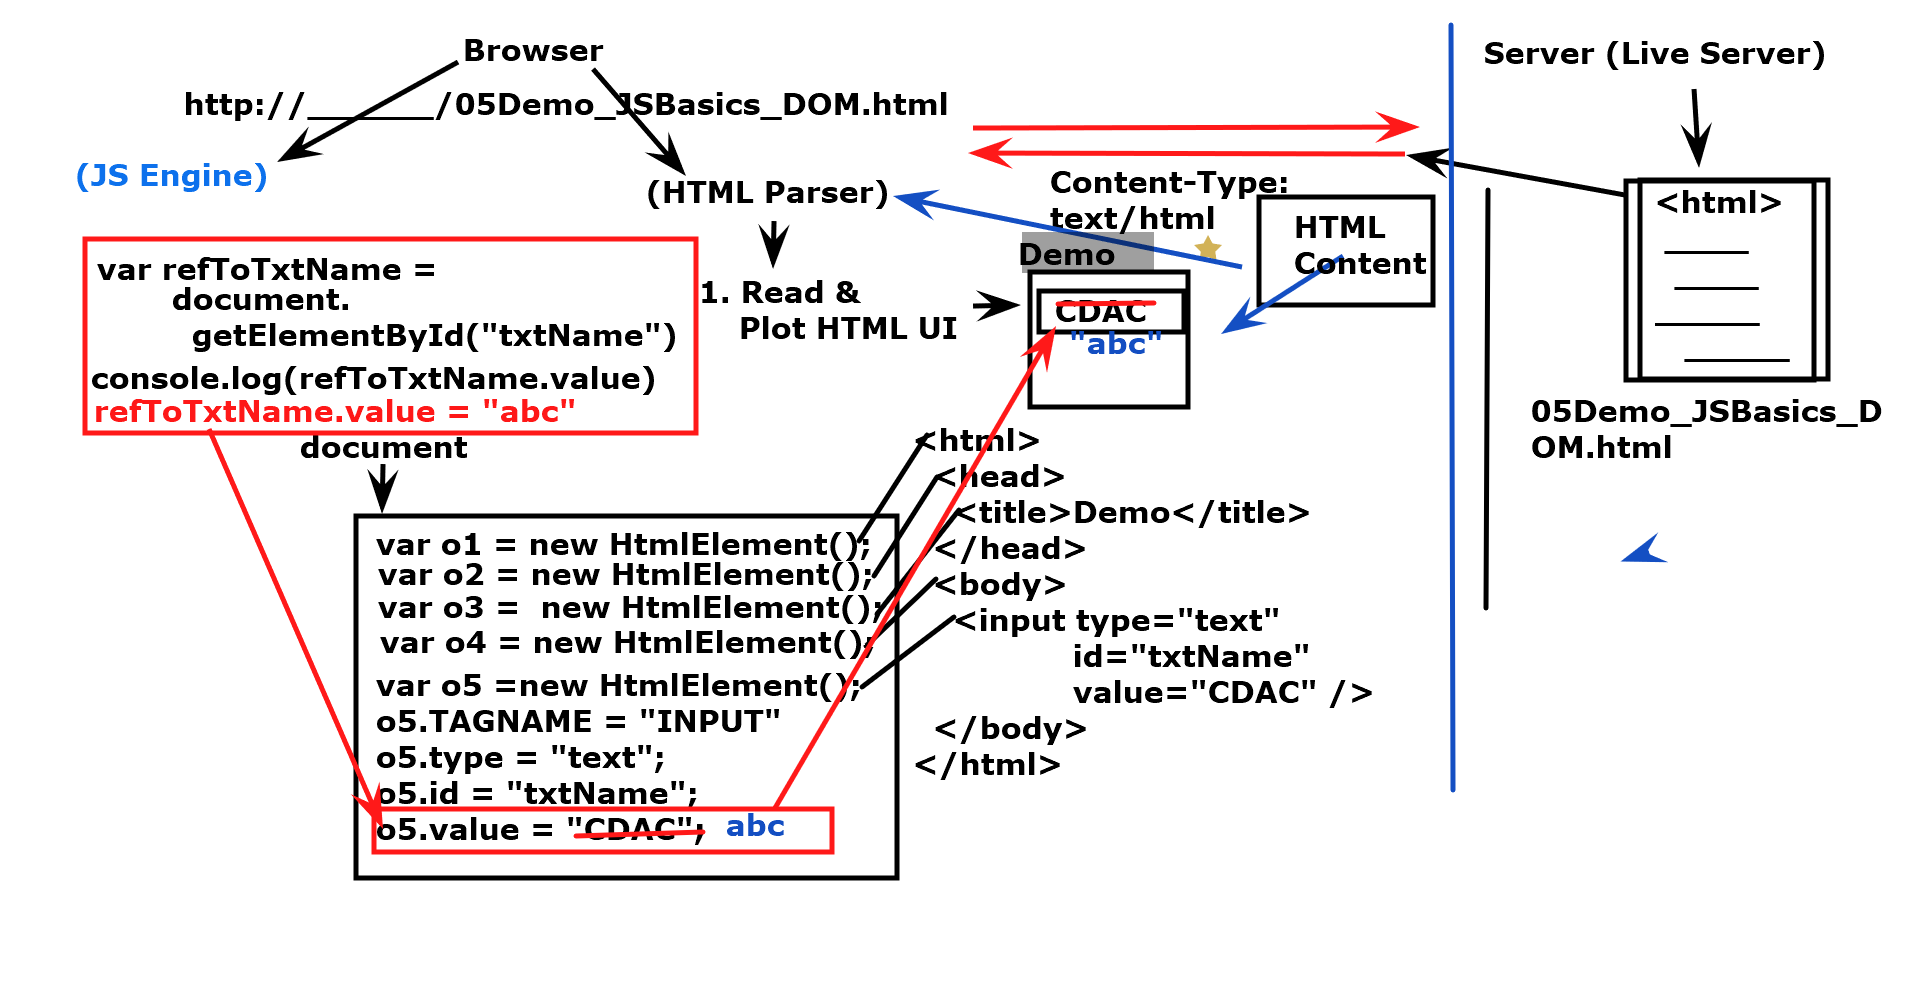 Browser
Server (Live Server)
http://_______/05Demo_JSBasics_DOM.html
(JS Engine)
(HTML Parser)
Content-Type:
text/html
HTML
Content
<html>
05Demo_JSBasics_D
OM.html
var refToTxtName =
document.
getElementById("txtName")
console.log(refToTxtName.value)
refToTxtName.value = "abc"
1. Read &
Plot HTML UI
Demo
CDAC
"abc"
document
var o1 = new HtmlElement();
var o2 = new HtmlElement();
var o3 =  new HtmlElement();
var o4 = new HtmlElement();
var o5 =new HtmlElement();
o5.TAGNAME = "INPUT"
o5.type = "text";
o5.id = "txtName";
o5.value = "CDAC"; abc
<html>
<head>
<title>Demo</title>
</head>
<body>
<input type="text"
id="txtName"
value="CDAC" />
</body>
</html>